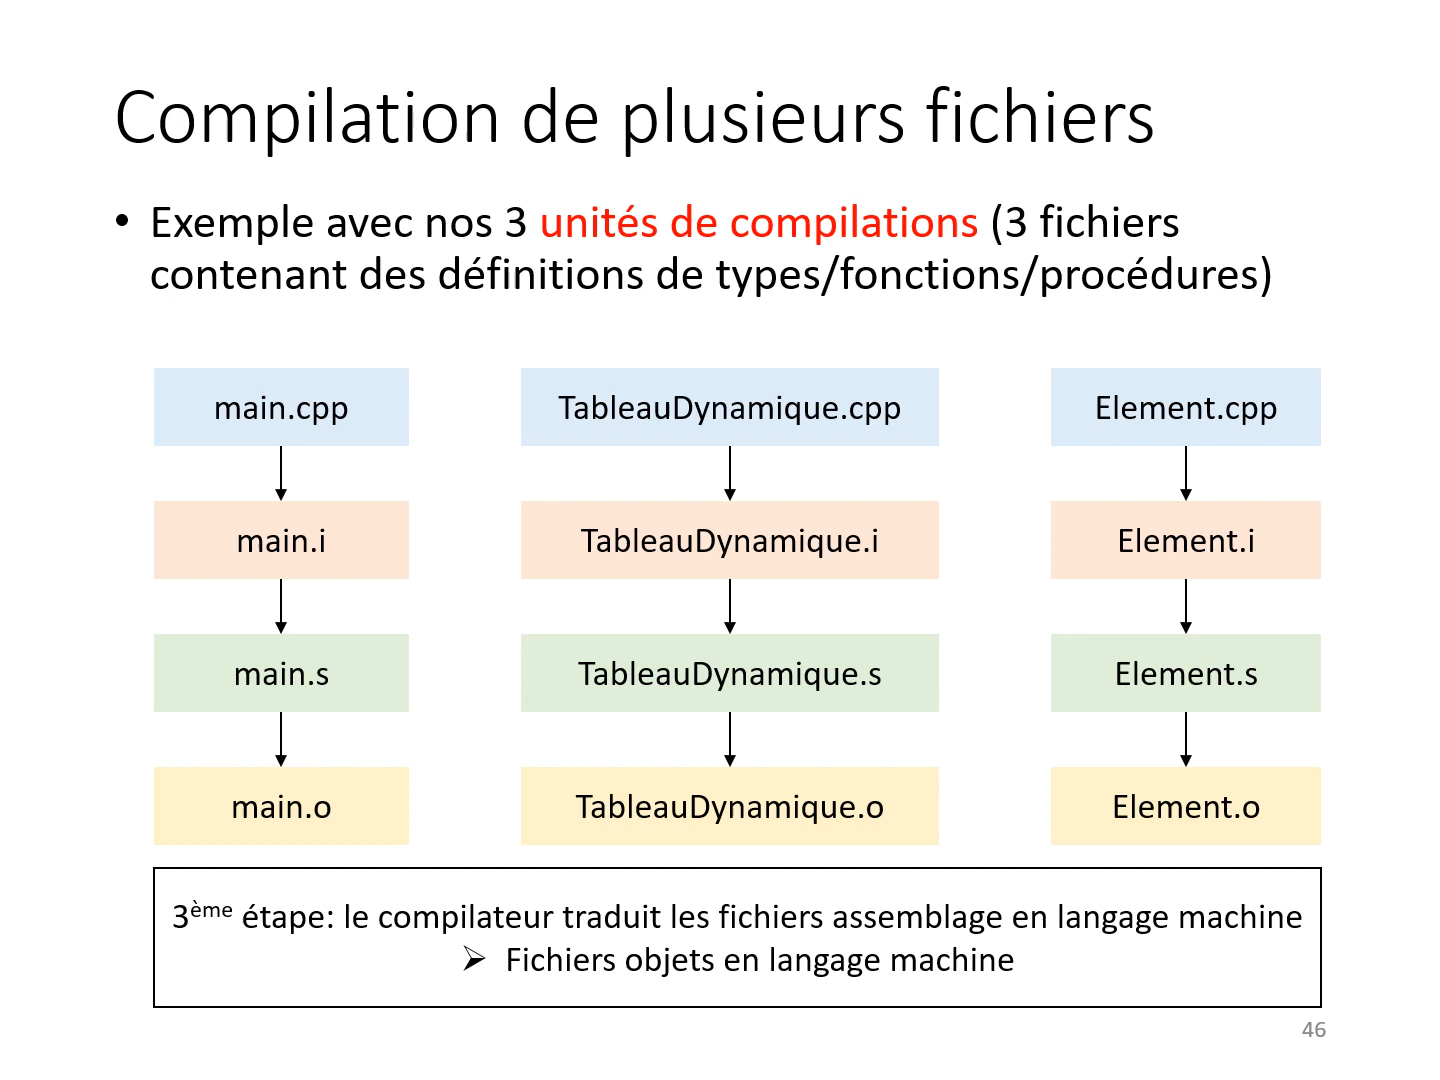 Compilation de plusieurs fichiers
• Exemple avec nos 3 unités de compilations (3 fichiers
contenant des définitions de types/fonctions/procédures)
main.cpp
TableauDynamique.cpp
Element.cpp
main.i
TableauDynamique.i
Element.i
main.s
TableauDynamique.s
Element.s
main.o
TableauDynamique.o
Element.o
3ème étape: le compilateur traduit les fichiers assemblage en langage machine
➢ Fichiers objets en langage machine
46